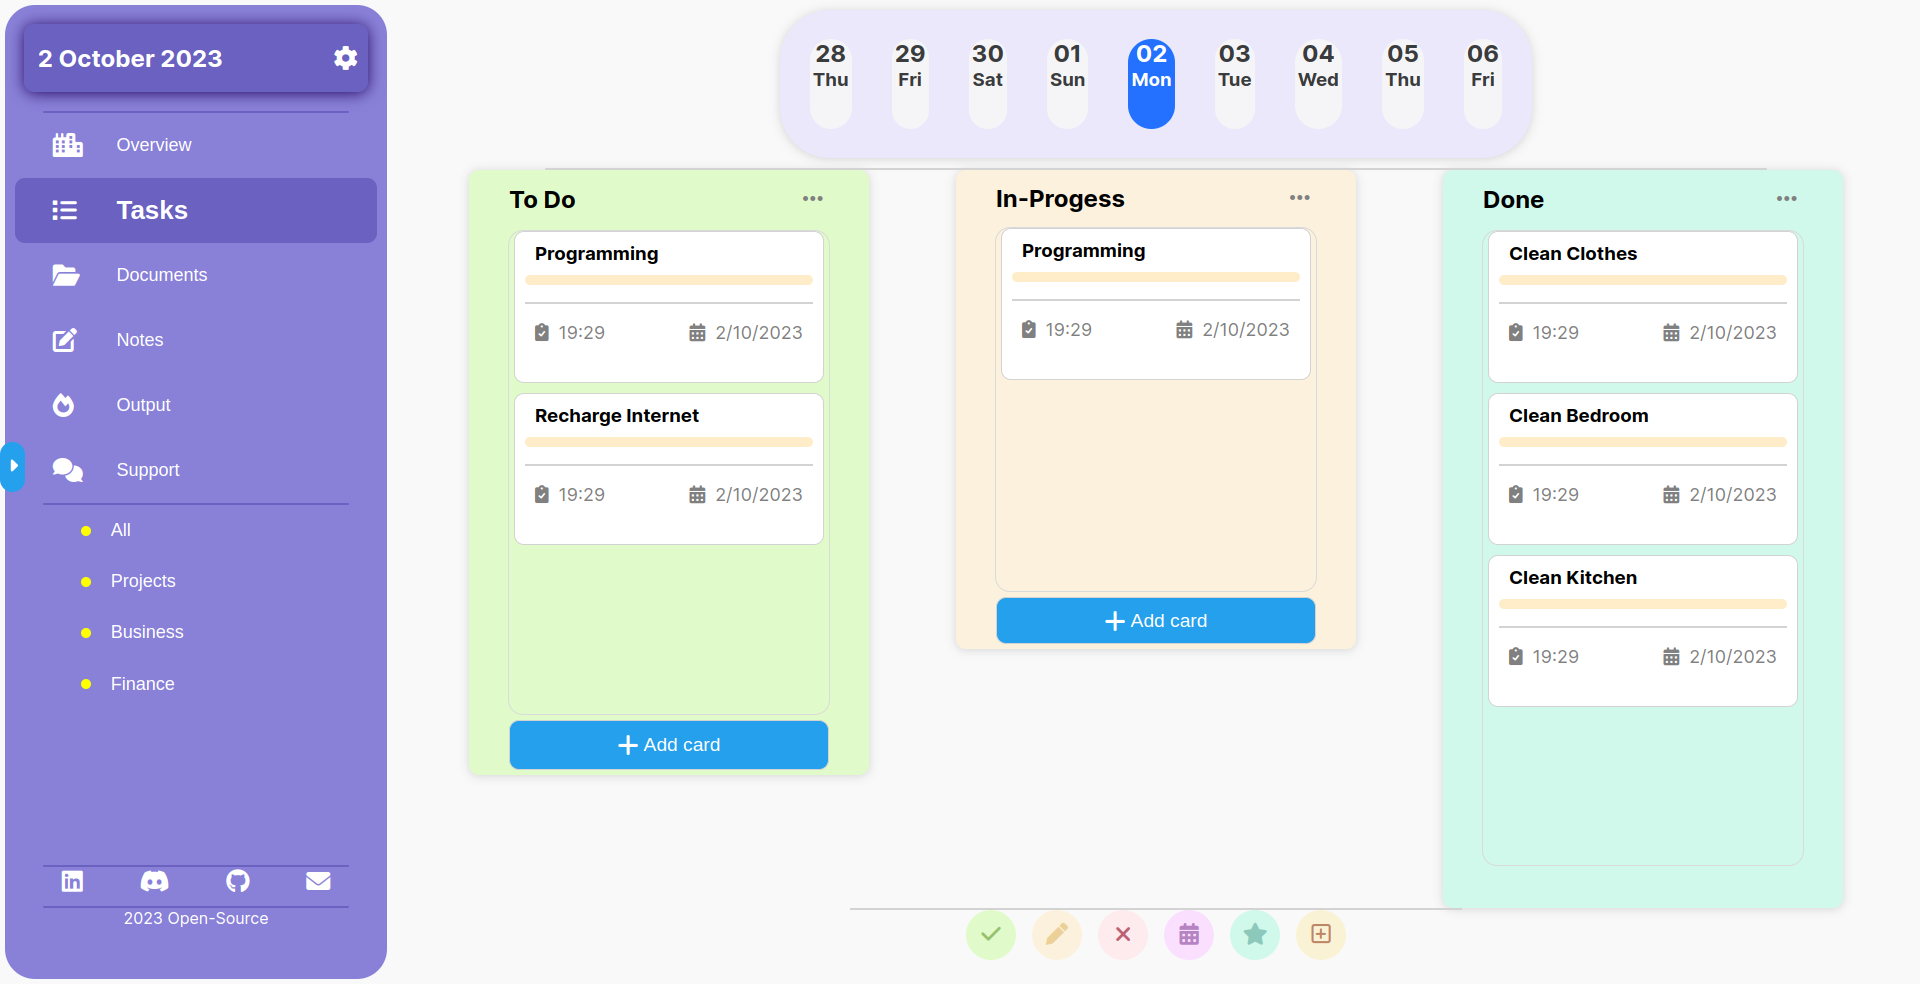 2 October 2023
Overview
Tasks
Documents
Notes
Output
Support
All
Projects
Business
Finance
in
2023 Open-Source
28 29 30 01 02 03 04 05 06
Thu Fri Sat Sun Mon Tue Wed Thu Fri
To Do
Programming
19:29 2/10/2023
Recharge Internet
19:29 2/10/2023
Add card
In-Progess
Programming
19:29 2/10/2023
Add card
Done
Clean Clothes
19:29 2/10/2023
Clean Bedroom
19:29 2/10/2023
Clean Kitchen
19:29 2/10/2023